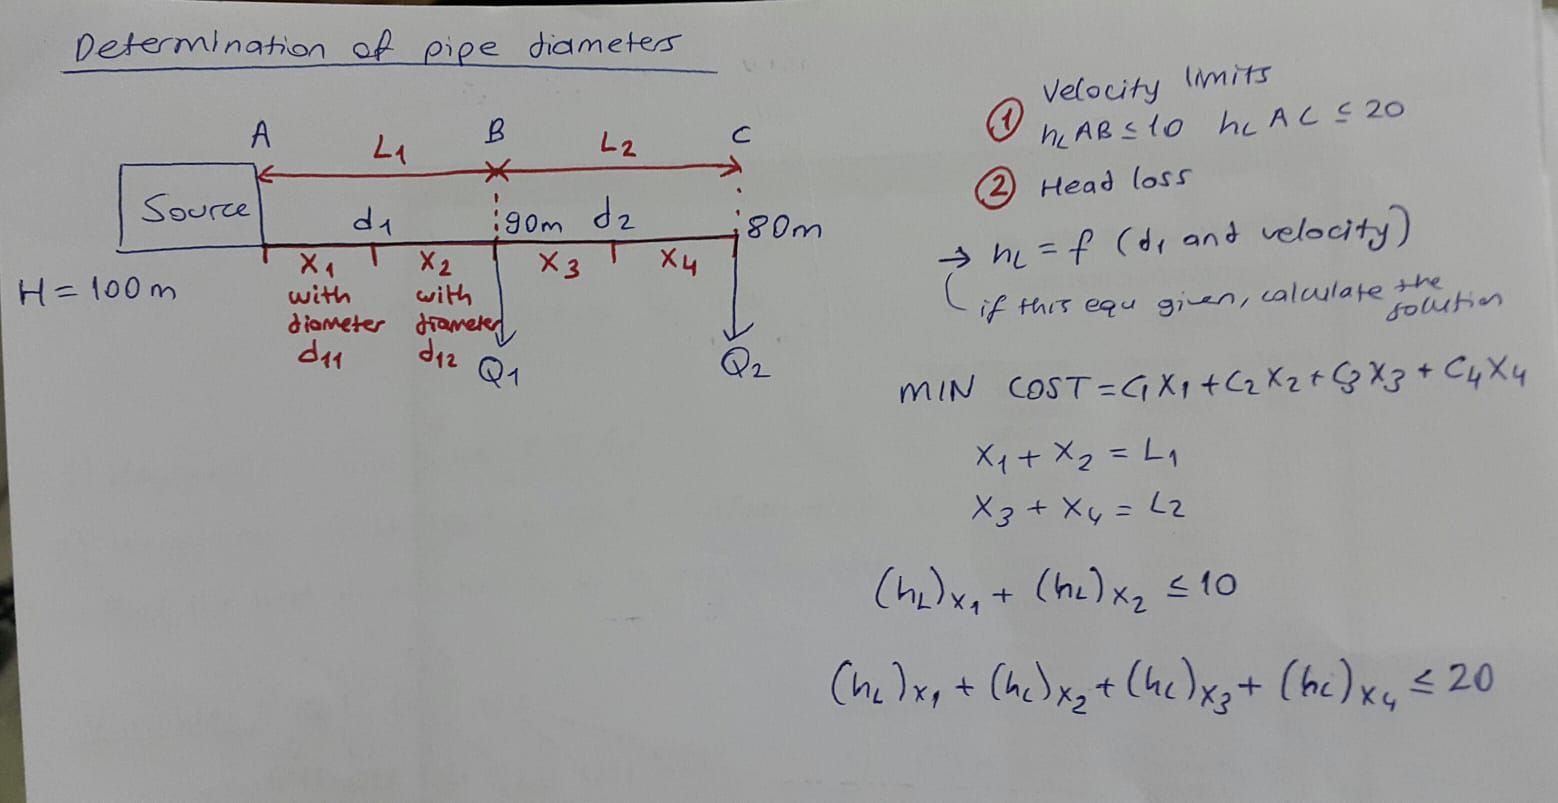 Determination of pipe diameters
A L1 B L2 C
Source
d1 90m d2 80m
H = 100 m
x1 x2 x3 x4
with with
diameter diameter
d11 d12
Q1 Q2
① Velocity limits
hL AB ≤ 10 hL AC ≤ 20
② Head loss
→ hL = f (d, and velocity)
if this equ given, calculate the solution
MIN COST = C1X1 + C2X2 + C3X3 + C4X4
X1 + X2 = L1
X3 + X4 = L2
(hL)x1 + (hL)x2 ≤ 10
(hL)x1 + (hL)x2 + (hL)x3 + (hL)x4 ≤ 20